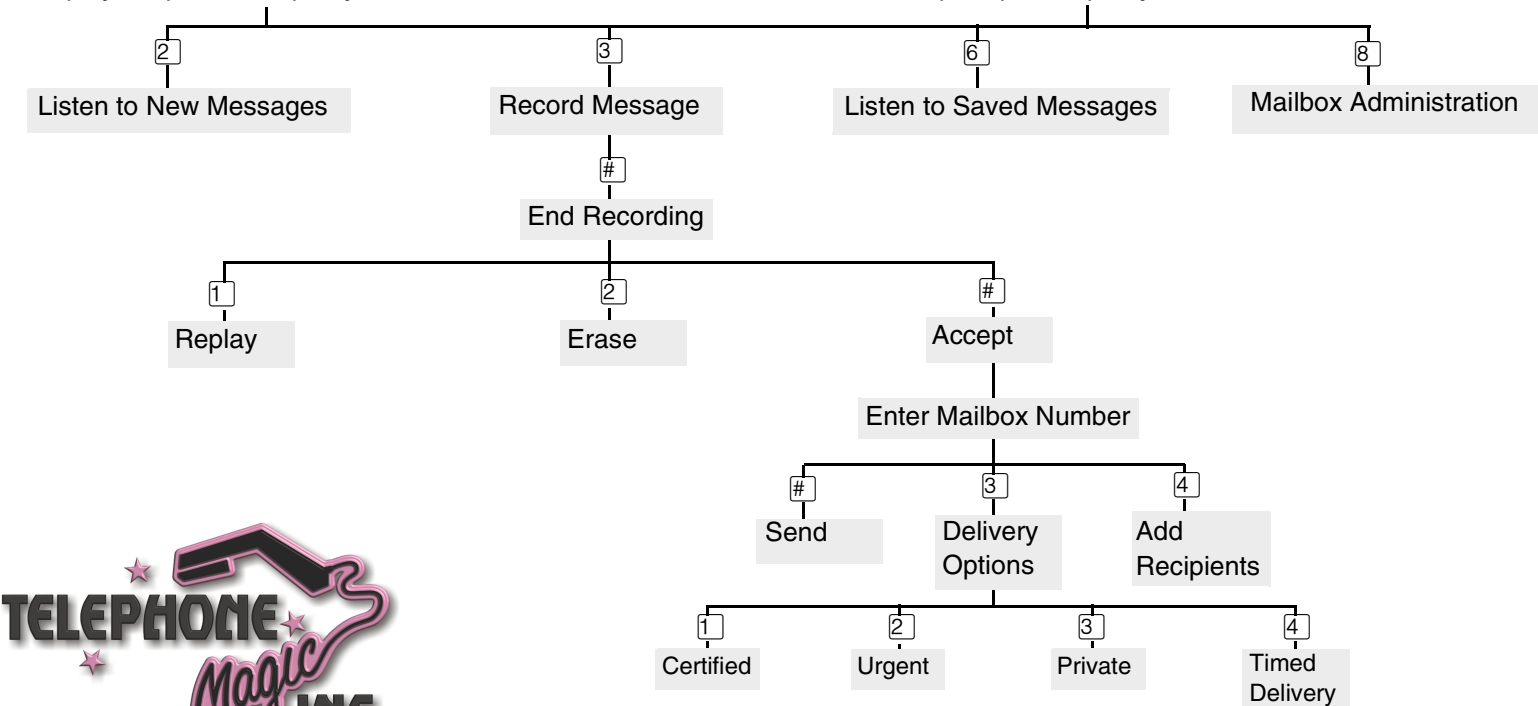 2
3
6
8
Listen to New Messages
Record Message
Listen to Saved Messages
Mailbox Administration
#
End Recording
1
2
#
Replay
Erase
Accept
Enter Mailbox Number
#
3
4
Send
Delivery
Options
Add
Recipients
1
2
3
4
Certified
Urgent
Private
Timed
Delivery
TELEPHONE
Magic
INC